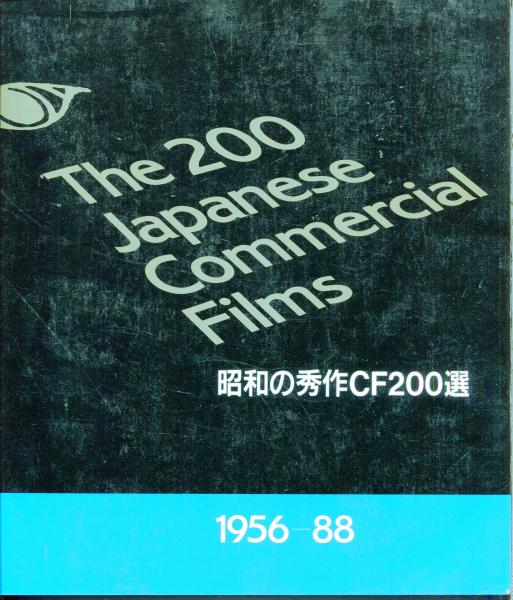 The 200
Japanese
Commercial
Films
昭和の秀作CF200選
1956-88